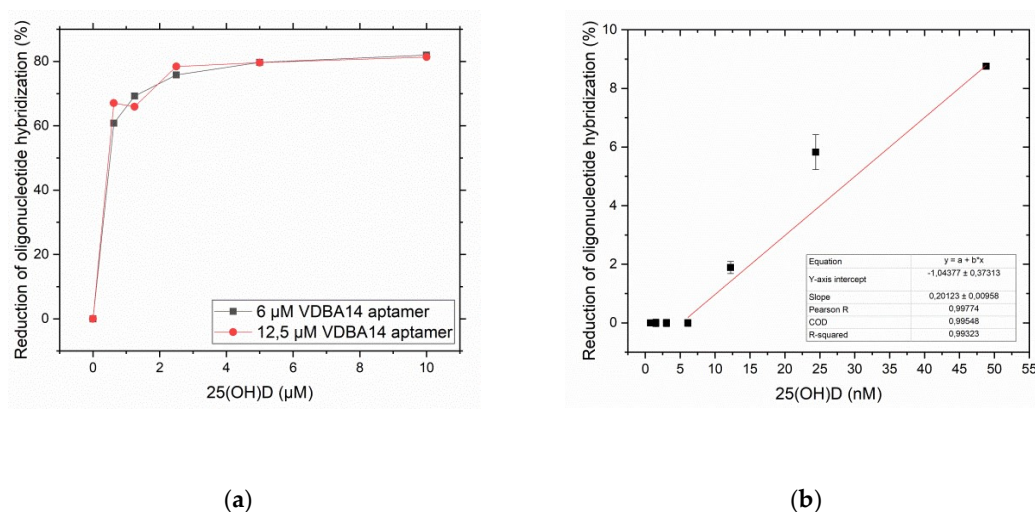 Reduction of oligonucleotide hybridization (%)
80
60
40
20
0
0 2 4 6 8 10
25(OH)D (µM)
6 µM VDBA14 aptamer
12,5 µM VDBA14 aptamer
(a)
Reduction of oligonucleotide hybridization (%)
10
8
6
4
2
0
0 5 10 15 20 25 30 35 40 45 50 55
25(OH)D (nM)
Equation y = a + b*x
Y-axis intercept -1,04377 ± 0,37313
Slope 0,20123 ± 0,00958
Pearson R 0,99774
COD 0,99548
R-squared 0,99323
(b)